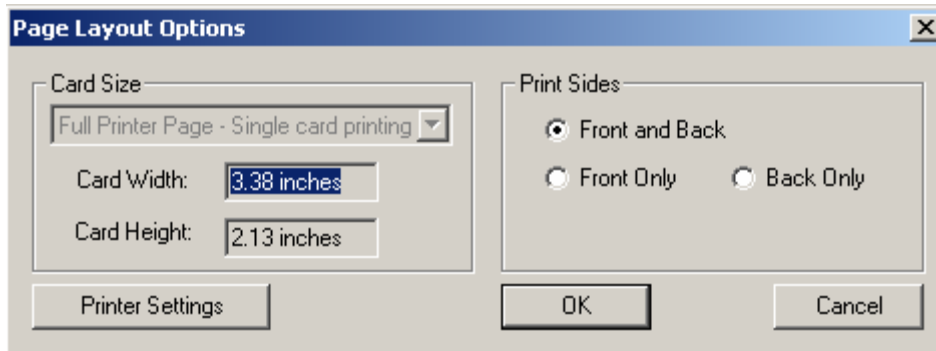 Page Layout Options
Card Size
Full Printer Page - Single card printing
Card Width: 3.38 inches
Card Height: 2.13 inches
Print Sides
Front and Back
Front Only Back Only
Printer Settings
OK
Cancel